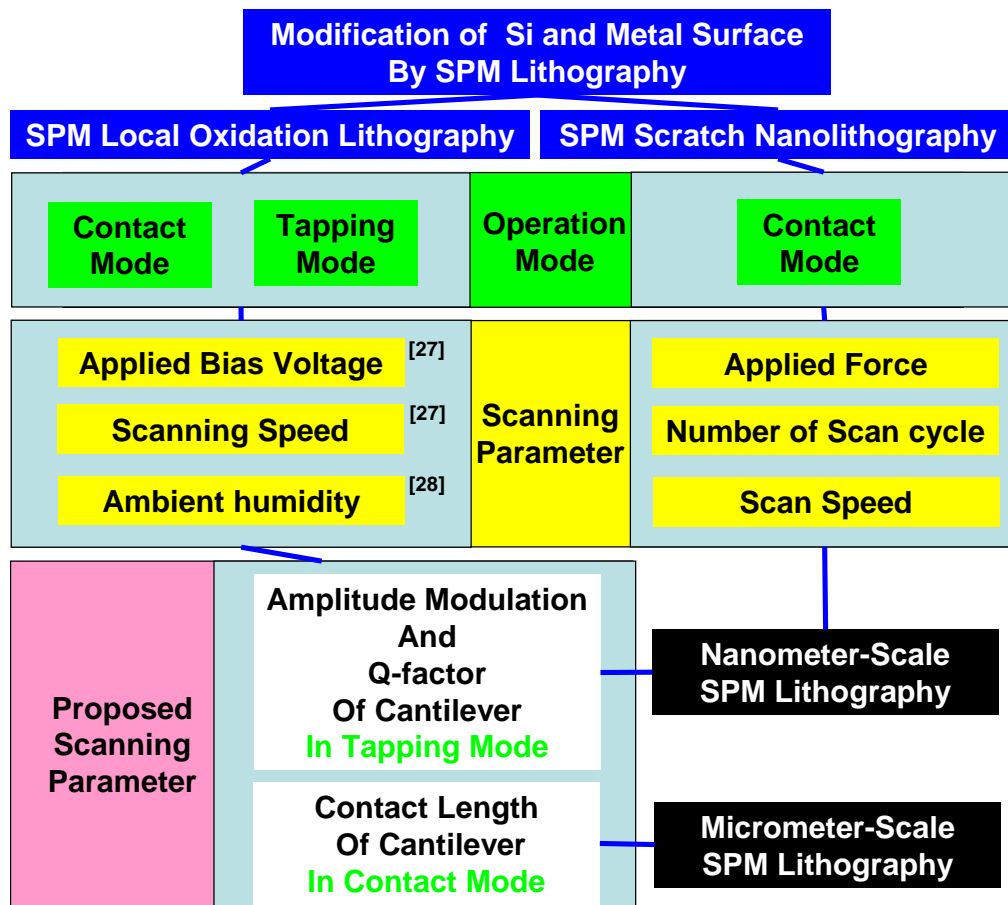 Modification of Si and Metal Surface
By SPM Lithography
SPM Local Oxidation Lithography
SPM Scratch Nanolithography
Contact
Mode
Tapping
Mode
Operation
Mode
Contact
Mode
Applied Bias Voltage [27]
Scanning Speed [27]
Ambient humidity [28]
Scanning
Parameter
Applied Force
Number of Scan cycle
Scan Speed
Proposed
Scanning
Parameter
Amplitude Modulation
And
Q-factor
Of Cantilever
In Tapping Mode
Contact Length
Of Cantilever
In Contact Mode
Nanometer-Scale
SPM Lithography
Micrometer-Scale
SPM Lithography